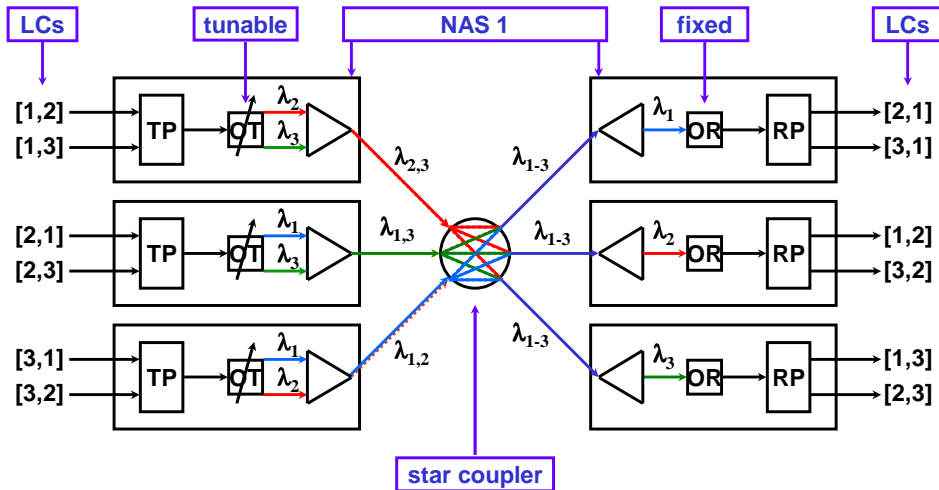 LCs tunable NAS 1 fixed LCs
[1,2] TP OT λ2 λ3 λ1 OR RP [2,1]
[1,3] [3,1]
λ2,3 λ1-3
[2,1] TP OT λ1 λ3 λ1,3 λ1-3 λ2 OR RP [1,2]
[2,3] [3,2]
λ1,2 λ1-3
[3,1] TP OT λ1 λ2 λ3 OR RP [1,3]
[3,2] [2,3]
star coupler